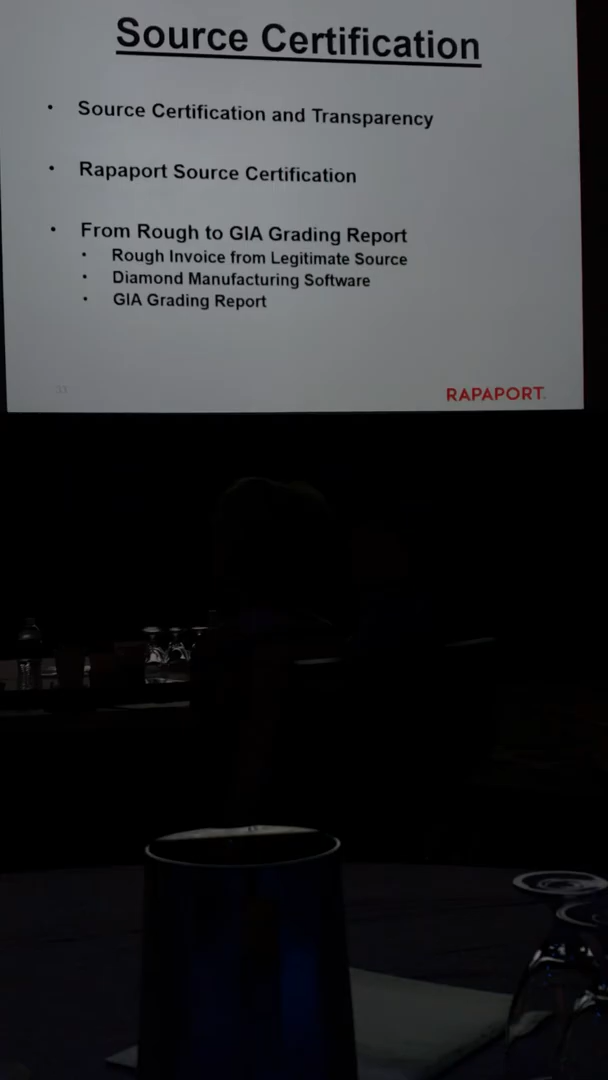 Source Certification
• Source Certification and Transparency
• Rapaport Source Certification
• From Rough to GIA Grading Report
• Rough Invoice from Legitimate Source
• Diamond Manufacturing Software
• GIA Grading Report
RAPAPORT